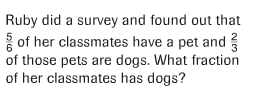 Ruby did a survey and found out that
5/6 of her classmates have a pet and 2/3
of those pets are dogs. What fraction
of her classmates has dogs?